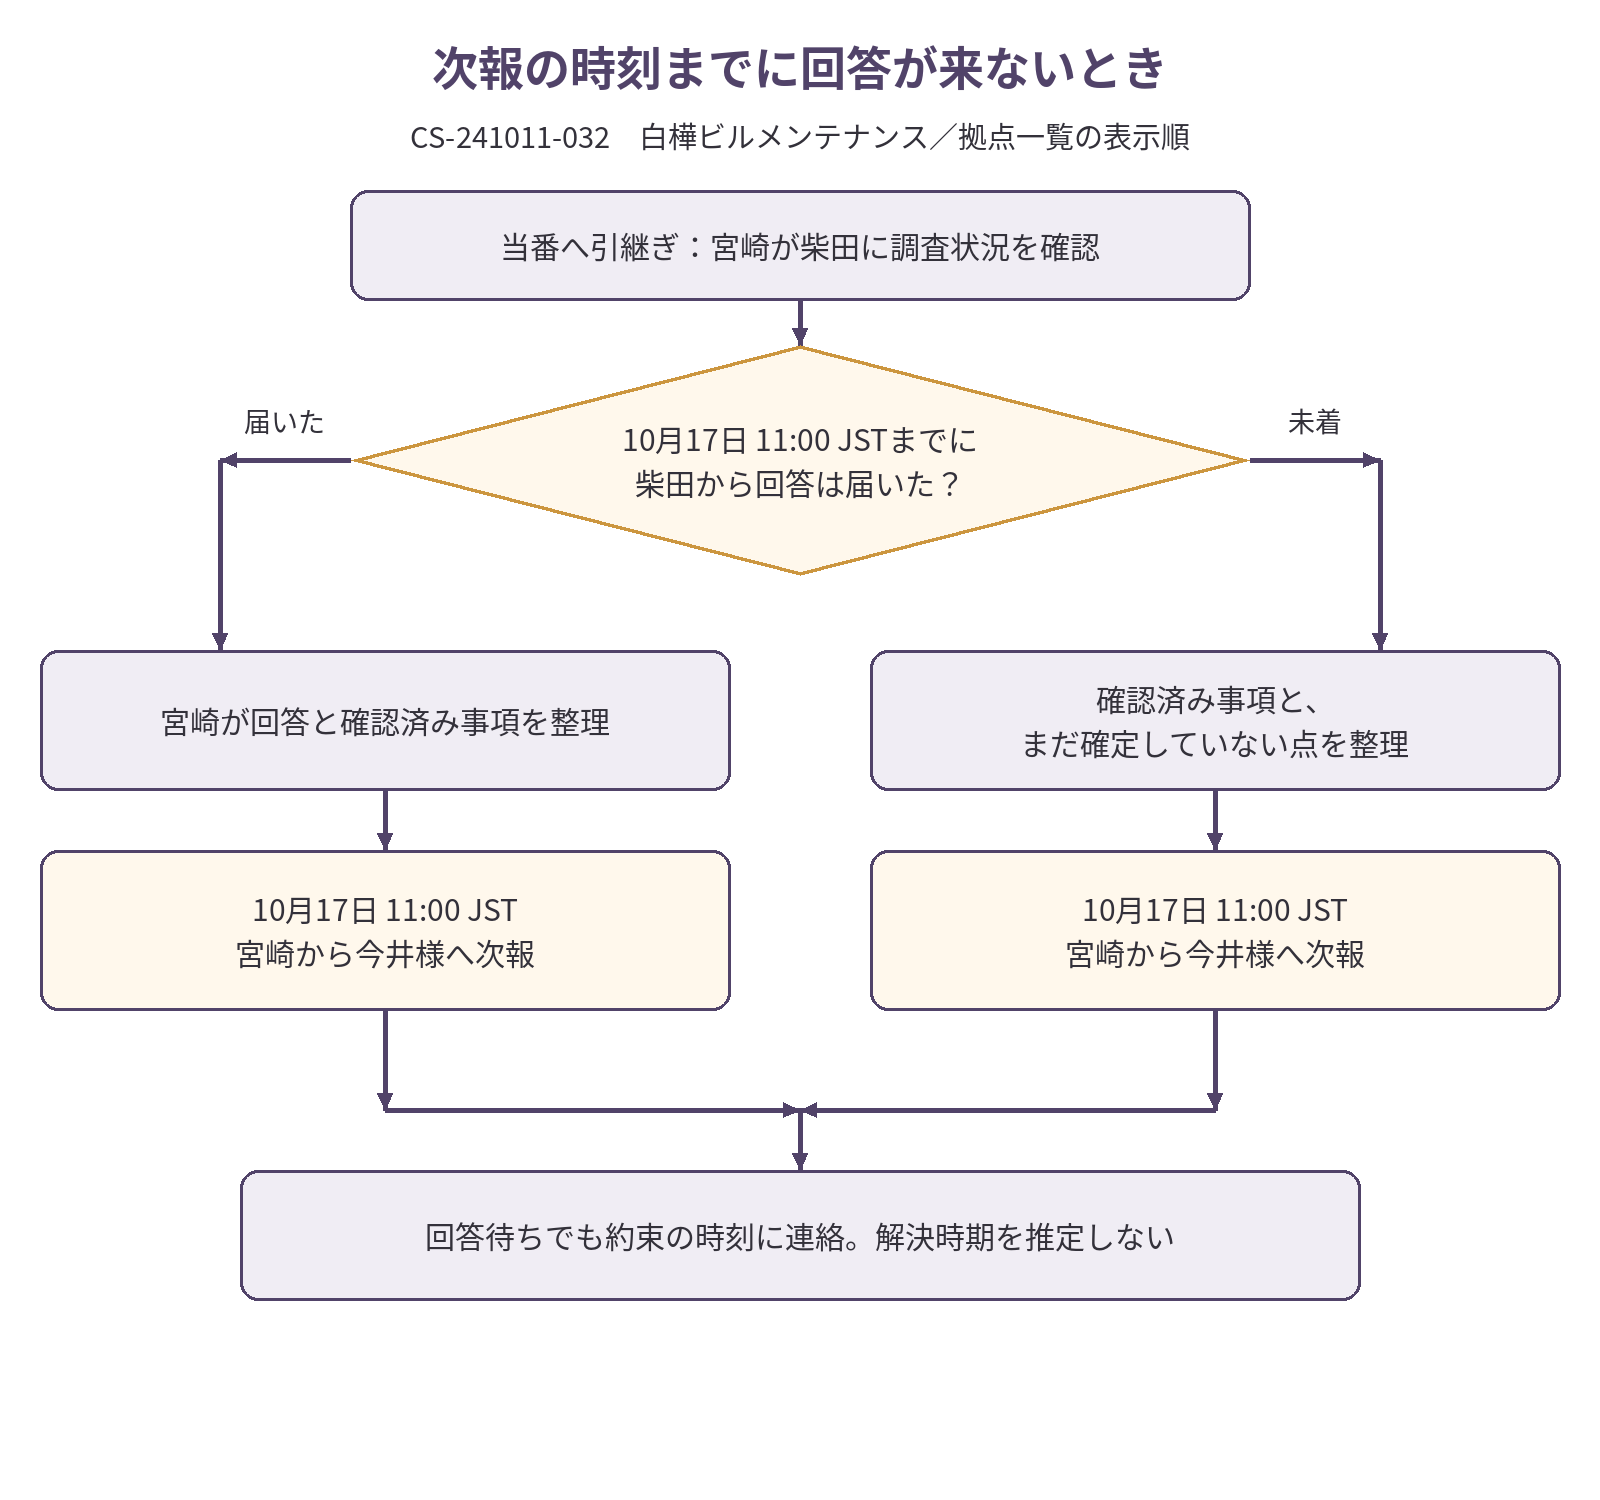 次報の時刻までに回答が来ないとき
CS-241011-032　白樺ビルメンテナンス／拠点一覧の表示順
当番へ引継ぎ：宮崎が柴田に調査状況を確認
10月17日 11:00 JSTまでに
柴田から回答は届いた？
届いた
未着
宮崎が回答と確認済み事項を整理
確認済み事項と、
まだ確定していない点を整理
10月17日 11:00 JST
宮崎から今井様へ次報
10月17日 11:00 JST
宮崎から今井様へ次報
回答待ちでも約束の時刻に連絡。解決時期を推定しない